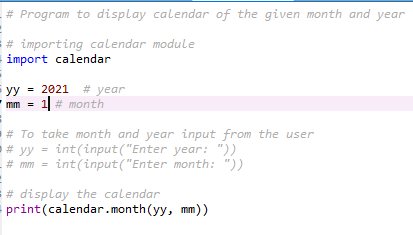 # Program to display calendar of the given month and year
# importing calendar module
import calendar
yy = 2021  # year
mm = 1 # month
# To take month and year input from the user
# yy = int(input("Enter year: "))
# mm = int(input("Enter month: "))
# display the calendar
print(calendar.month(yy, mm))